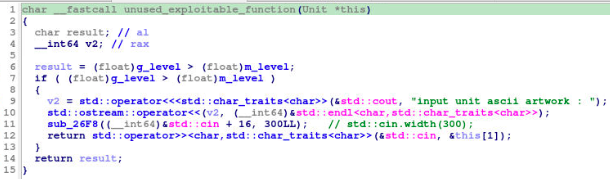 1 char __fastcall unused_exploitable_function(Unit *this)
2 {
3 char result; // al
4 __int64 v2; // rax
5
6 result = (float)g_level > (float)m_level;
7 if ( (float)g_level > (float)m_level )
8 {
9 v2 = std::operator<<<std::char_traits<char>>(&std::cout, "input unit ascii artwork : ");
10 std::ostream::operator<<(v2, (__int64)&std::endl<char,std::char_traits<char>>);
11 sub_26F8((__int64)&std::cin + 16, 300LL); // std::cin.width(300);
12 return std::operator>><char,std::char_traits<char>>(&std::cin, &this[1]);
13 }
14 return result;
15 }